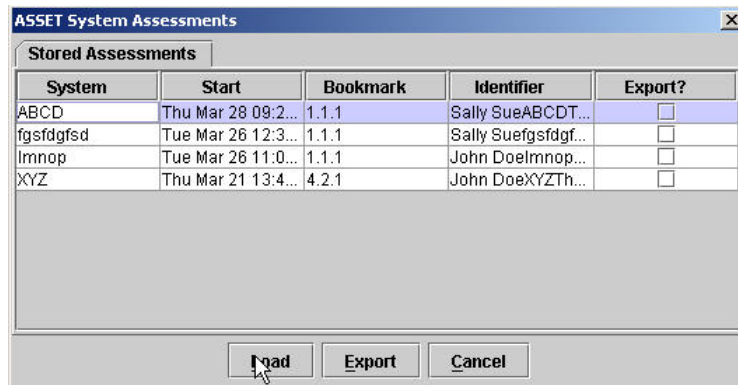 ASSET System Assessments
Stored Assessments
System Start Bookmark Identifier Export?
ABCD Thu Mar 28 09:2... 1.1.1 Sally SueABCDT...
fgsfdgfsd Tue Mar 26 12:3... 1.1.1 Sally Suefgsfdgf...
lmnop Tue Mar 26 11:0... 1.1.1 John Doelmnop...
XYZ Thu Mar 21 13:4... 4.2.1 John DoeXYZTh...
Load Export Cancel